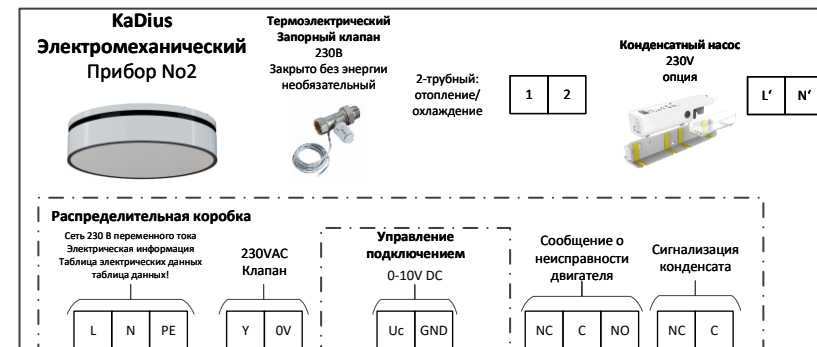 KaDius
Электромеханический
Прибор No2
Термоэлектрический
Запорный клапан
230В
Закрыто без энергии
необязательный
2-трубный:
отопление/
охлаждение
1 2
Конденсатный насос
230V
опция
L‘ N‘
Распределительная коробка
Сеть 230 В переменного тока
Электрическая информация
Таблица электрических данных
таблица данных!
230VAC
Клапан
Управление
подключением
0-10V DC
Сообщение о
неисправности
двигателя
Сигнализация
конденсата
L N PE
Y 0V
Uc GND
NC C NO
NC C